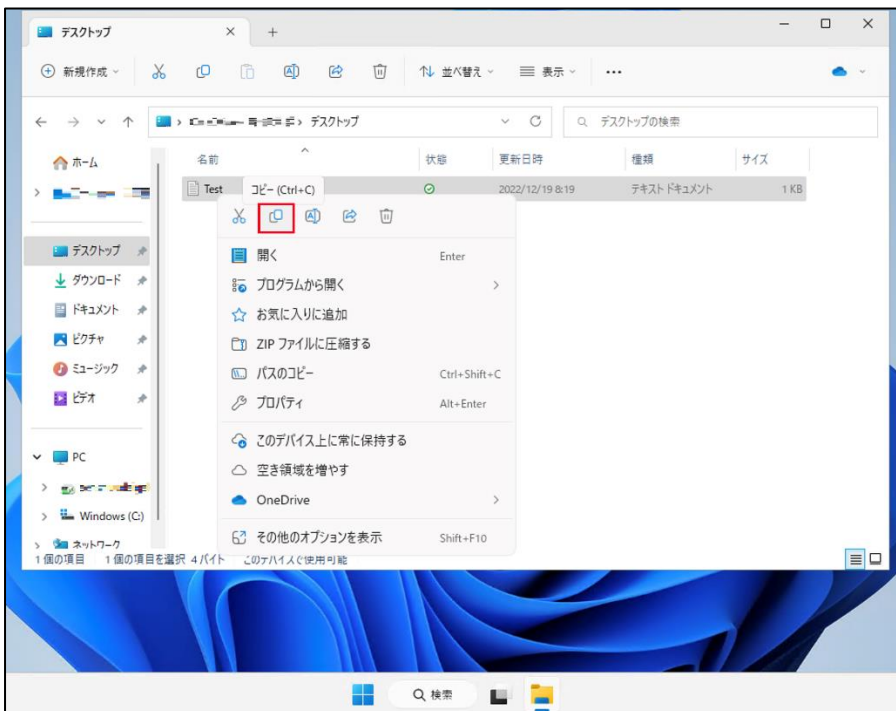 デスクトップ
新規作成
並べ替え
表示
デスクトップ
デスクトップの検索
名前 状態 更新日時 種類 サイズ
Test 2022/12/19 8:19 テキスト ドキュメント 1 KB
コピー (Ctrl+C)
ホーム
デスクトップ
ダウンロード
ドキュメント
ピクチャ
ミュージック
ビデオ
PC
Windows (C:)
ネットワーク
開く Enter
プログラムから開く
お気に入りに追加
ZIP ファイルに圧縮する
パスのコピー Ctrl+Shift+C
プロパティ Alt+Enter
このデバイス上に常に保持する
空き領域を増やす
OneDrive
その他のオプションを表示 Shift+F10
1 個の項目 1 個の項目を選択 4 バイト このデバイスで使用可能
検索